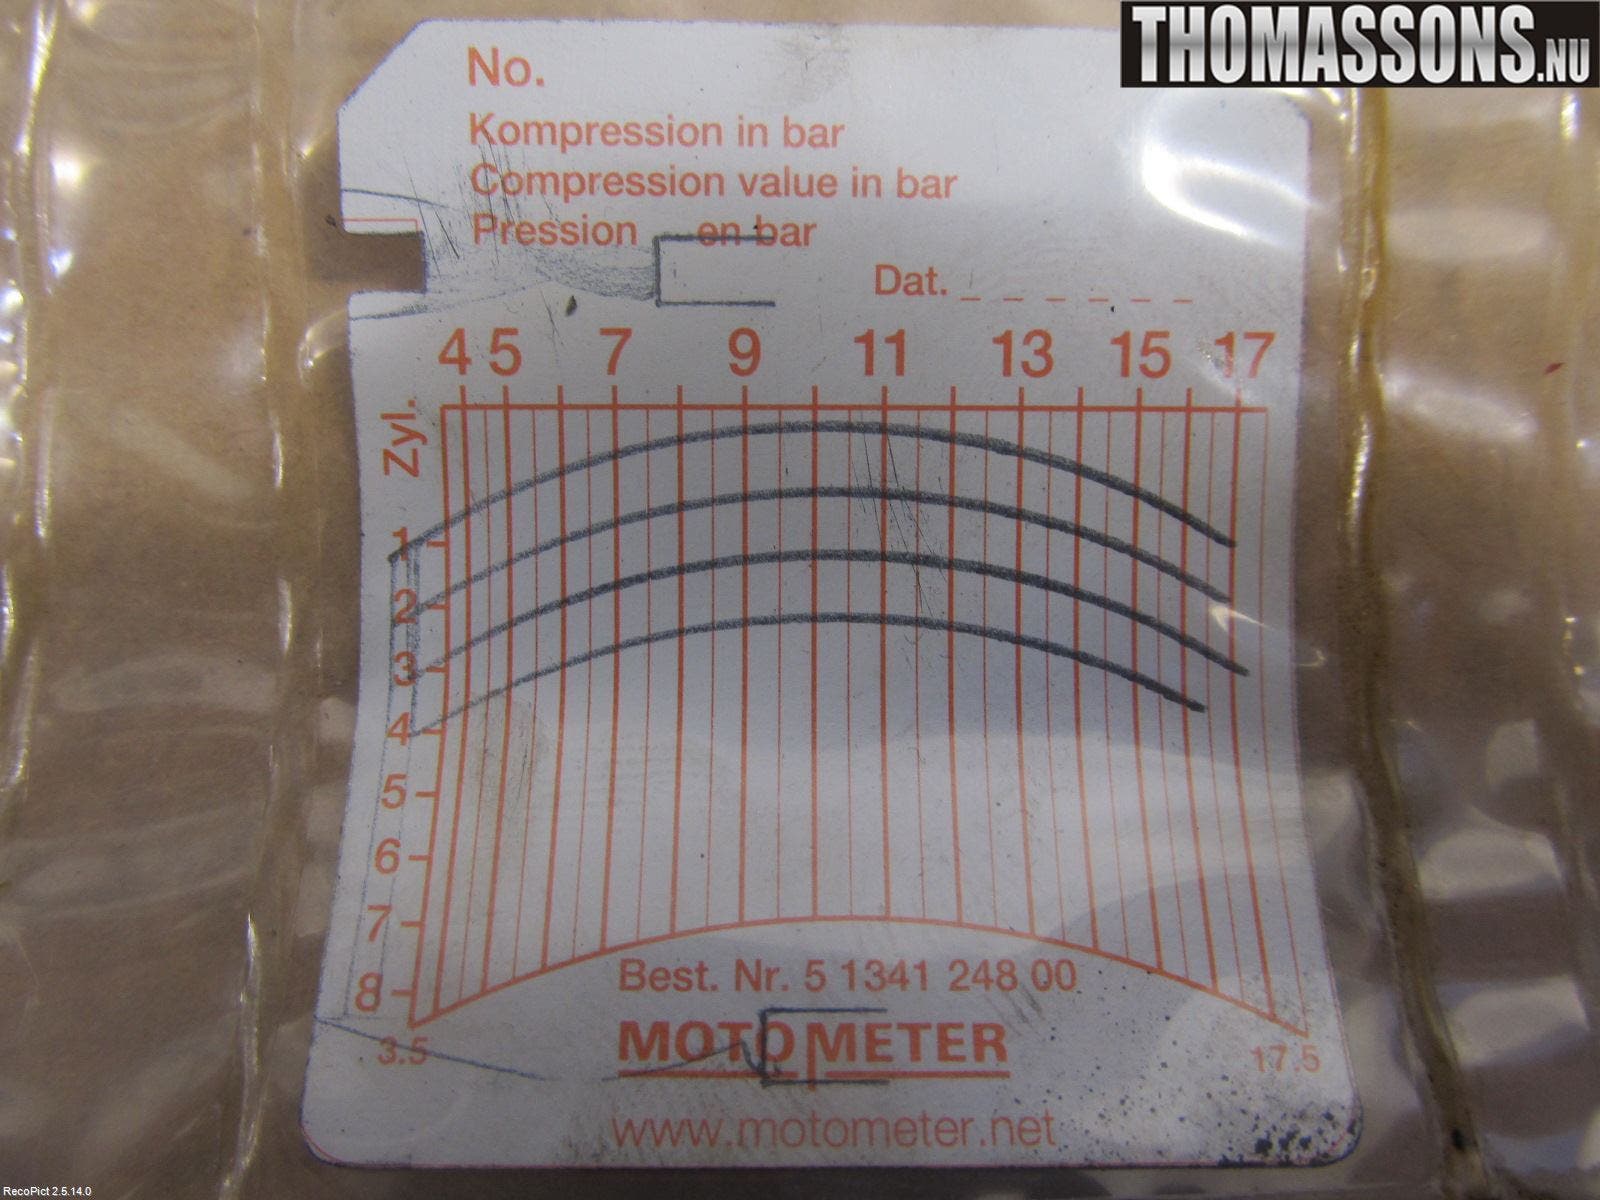 THOMASSONS.NU
No.
Kompression in bar
Compression value in bar
Pression en bar
Dat. _ _ _ _ _ _
4 5 7 9 11 13 15 17
Zyl.
1
2
3
4
5
6
7
8
Best. Nr. 5 1341 248 00
3.5 MOTOMETER 17.5
www.motometer.net
RecoPict 2.5.14.0